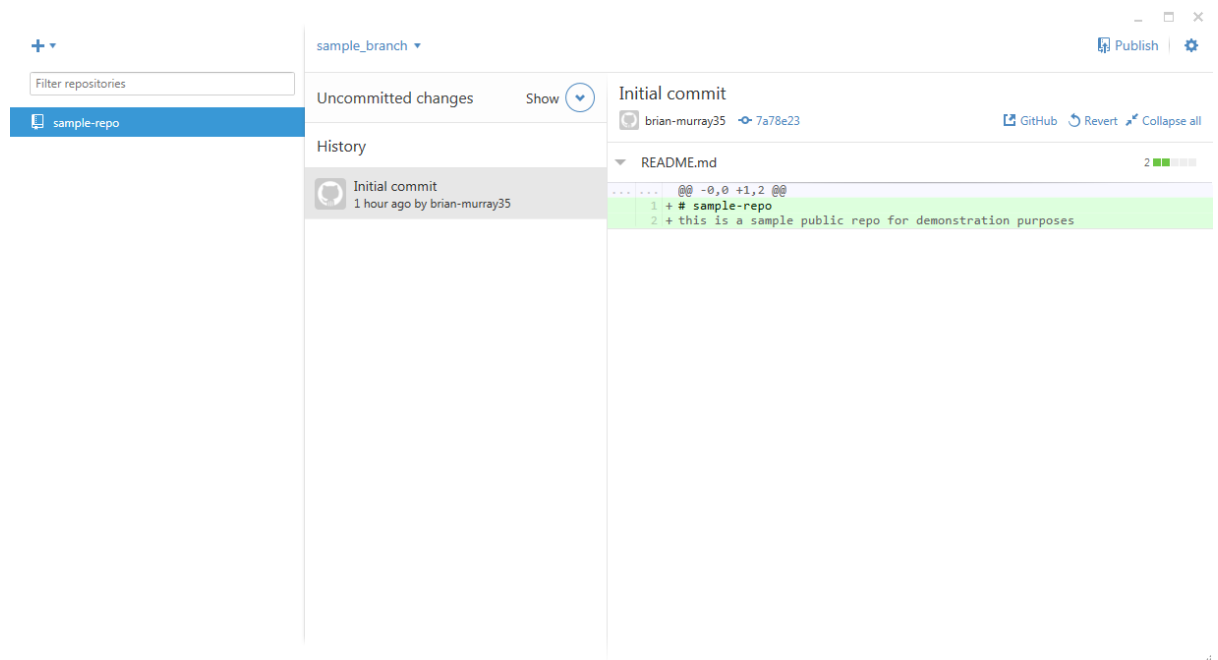 sample_branch
Publish
Filter repositories
sample-repo
Uncommitted changes
Show
History
Initial commit
1 hour ago by brian-murray35
Initial commit
brian-murray35 7a78e23
GitHub Revert Collapse all
README.md
2
... ... @@ -0,0 +1,2 @@
1 + # sample-repo
2 + this is a sample public repo for demonstration purposes